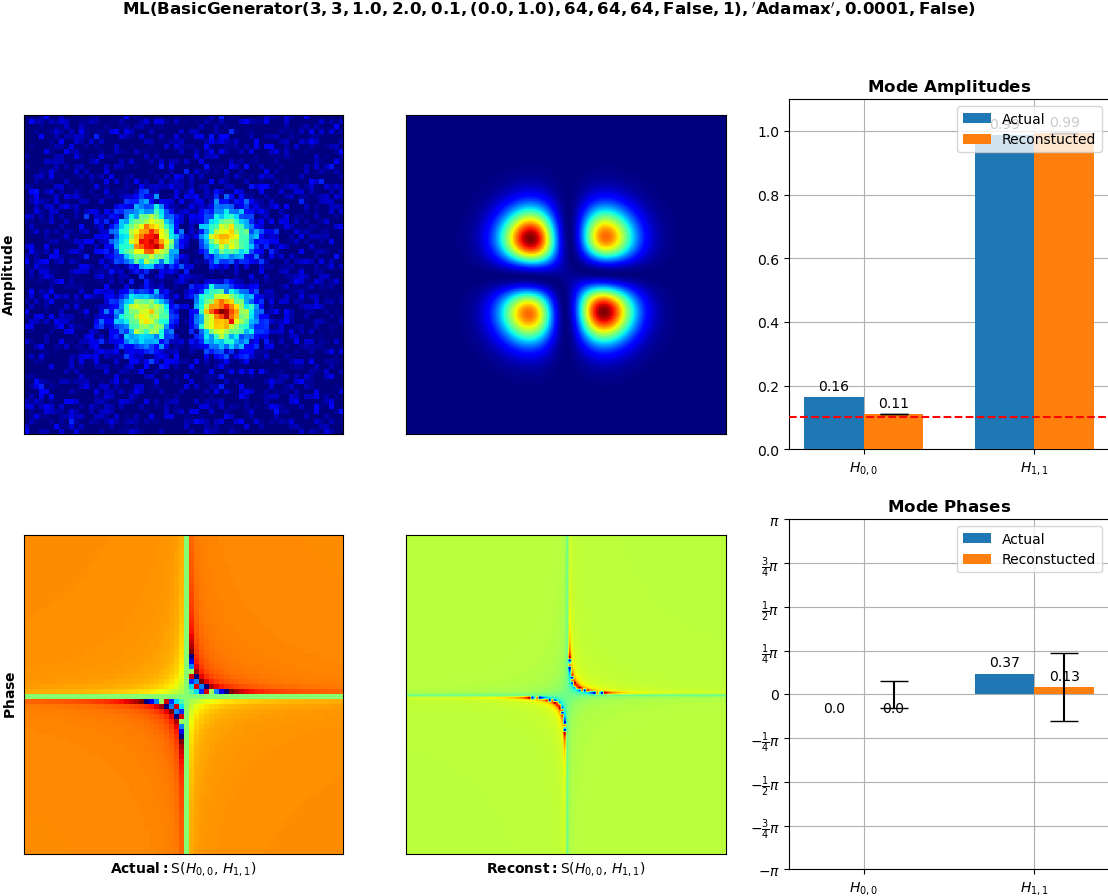 ML(BasicGenerator(3, 3, 1.0, 2.0, 0.1, (0.0, 1.0), 64, 64, 64, False, 1), ′Adamax′, 0.0001, False)
Mode Amplitudes
Actual
Reconstucted
0.99
0.99
1.0
0.8
0.6
0.4
0.2
0.0
0.16
0.11
H0,0
H1,1
Amplitude
Mode Phases
Actual
Reconstucted
π
3/4π
1/2π
1/4π
0
−1/4π
−1/2π
−3/4π
−π
0.37
0.13
0.0
0.0
H0,0
H1,1
Phase
Actual: S(H0,0, H1,1)
Reconst: S(H0,0, H1,1)